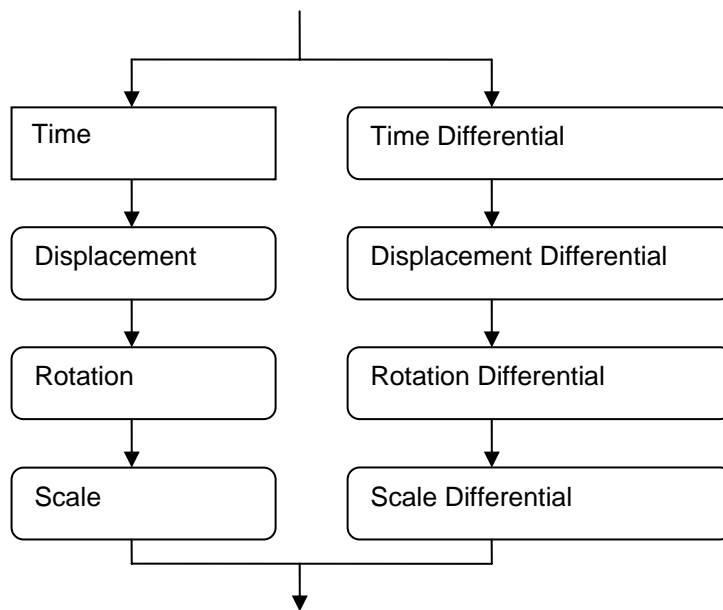 Time
Time Differential
Displacement
Displacement Differential
Rotation
Rotation Differential
Scale
Scale Differential